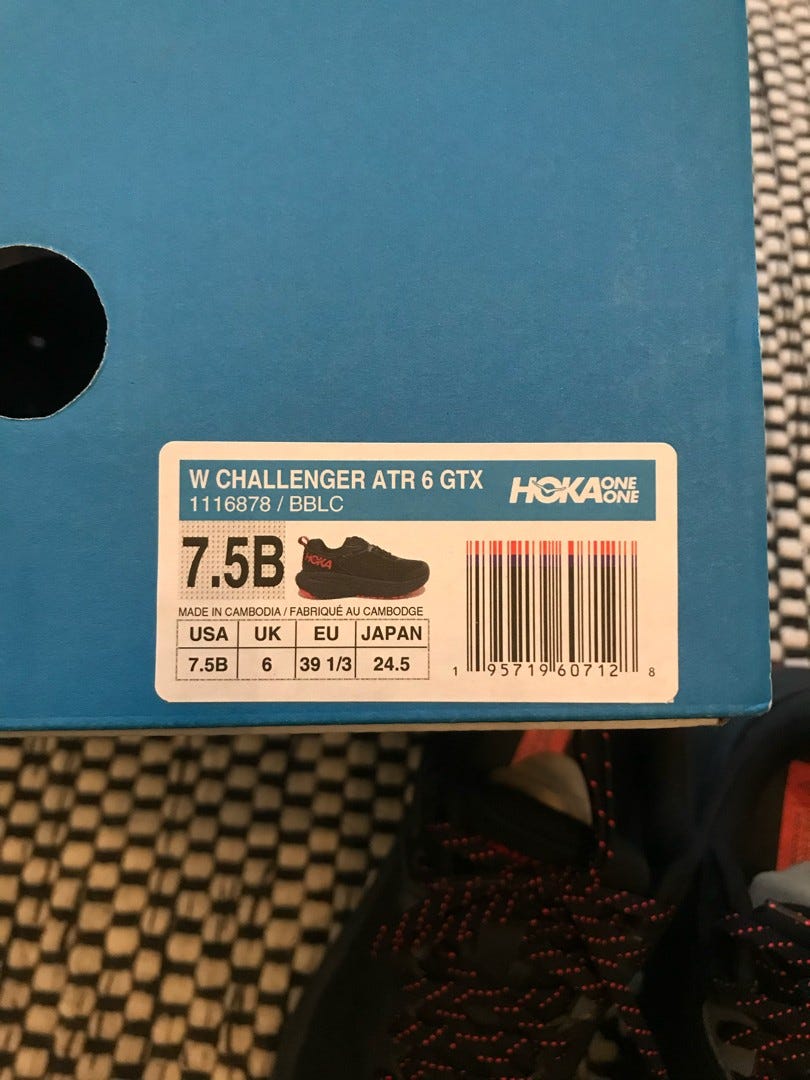 W CHALLENGER ATR 6 GTX
1116878 / BBLC
HOKA ONE ONE
7.5B
HOKA
MADE IN CAMBODIA / FABRIQUÉ AU CAMBODGE
USA UK EU JAPAN
7.5B 6 39 1/3 24.5
1 95719 60712 8